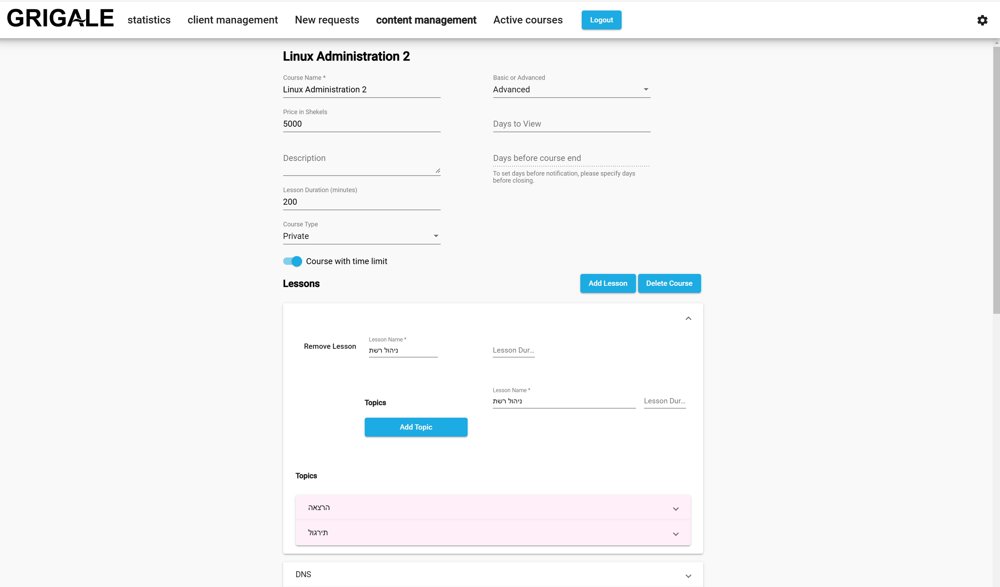 GRIGALE statistics client management New requests content management Active courses Logout
Linux Administration 2
Course Name *
Linux Administration 2
Basic or Advanced
Advanced
Price in Shekels
5000
Days to View
Description
Days before course end
To set days before notification, please specify days
before closing.
Lesson Duration (minutes)
200
Course Type
Private
Course with time limit
Lessons
Add Lesson
Delete Course
Remove Lesson
Lesson Name *
ניהול רשת
Lesson Dur...
Topics
Lesson Name *
ניהול רשת
Lesson Dur...
Add Topic
Topics
הרצאה
תירגול
DNS